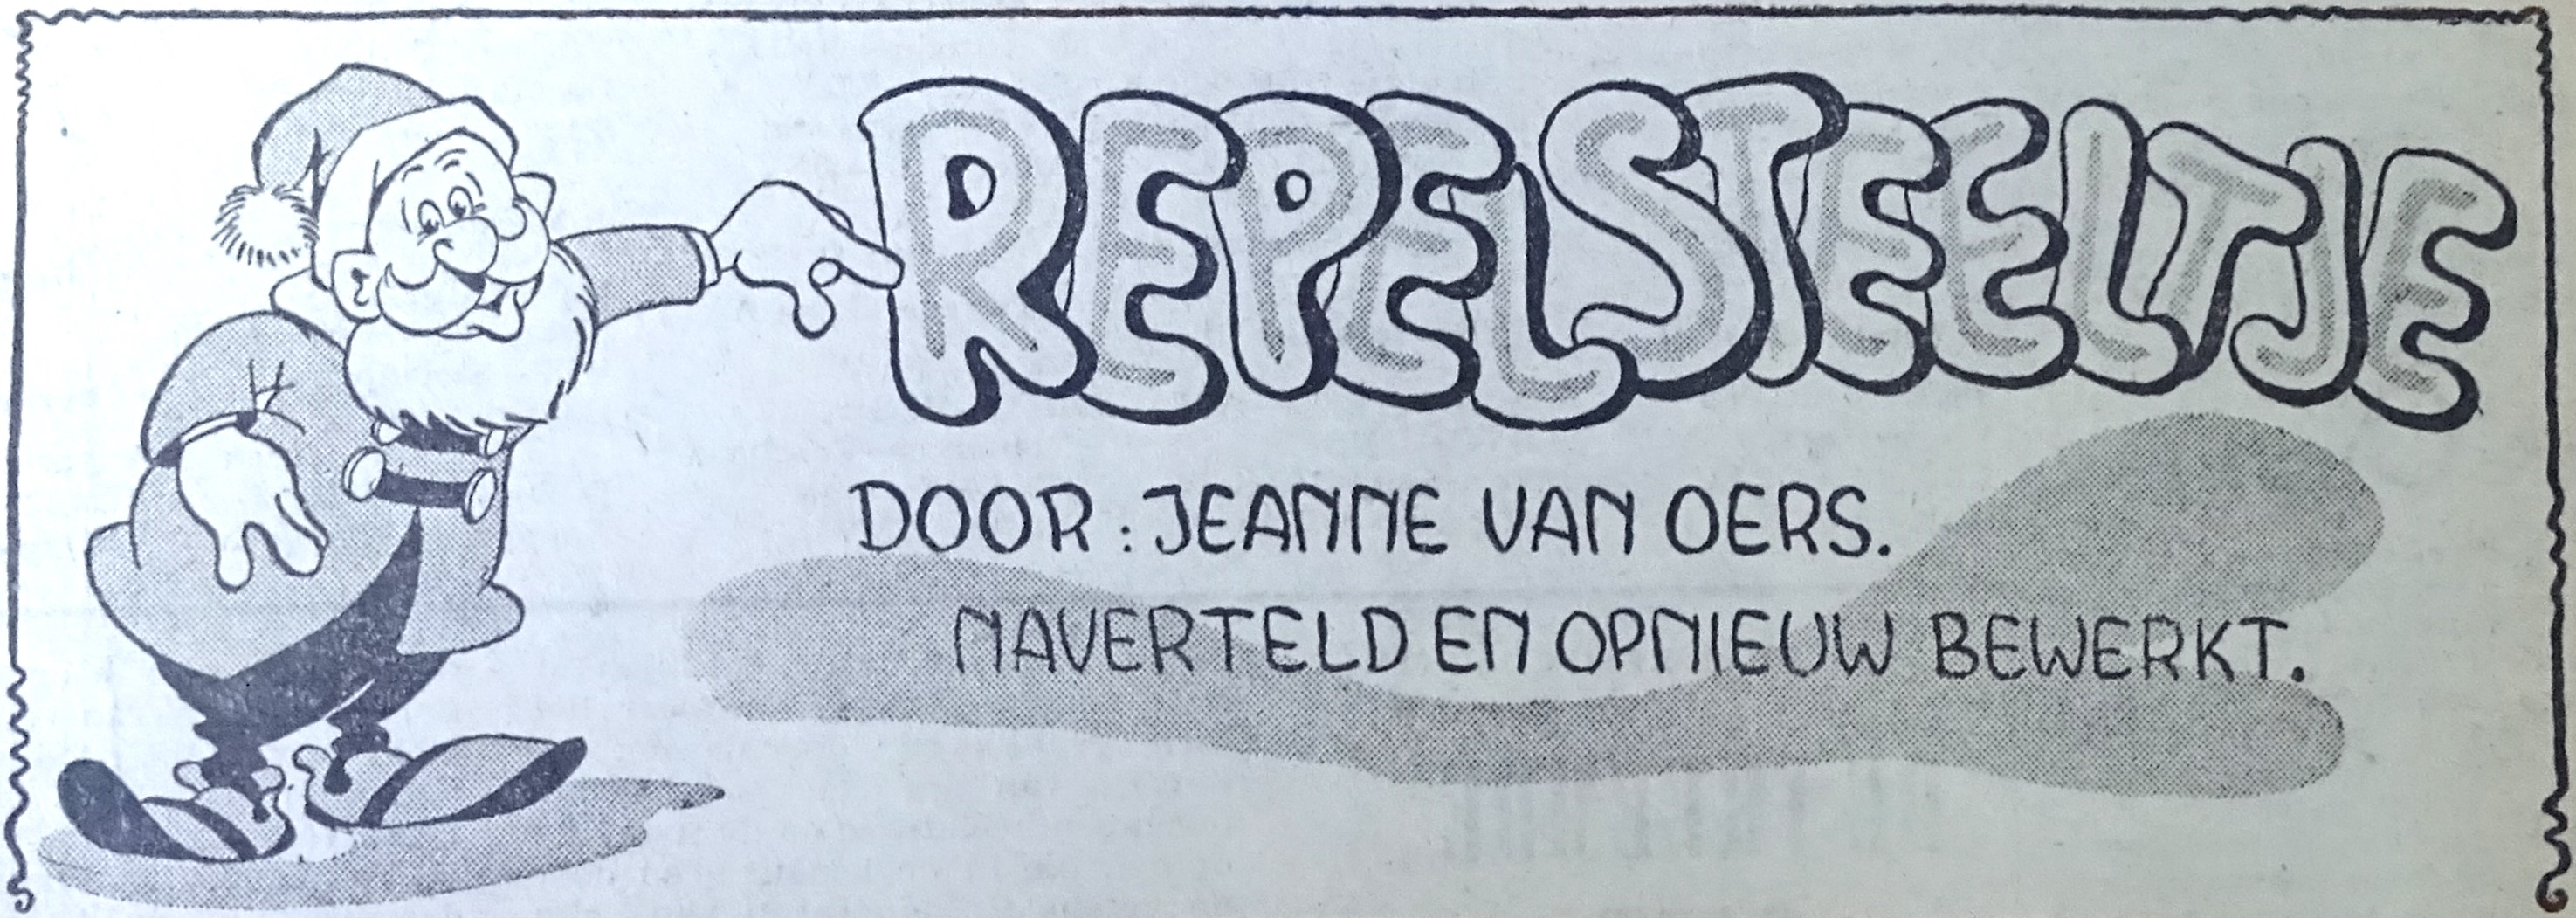 REPELSTEELTJE
DOOR: JEANNE VAN OERS.
NAVERTELD EN OPNIEUW BEWERKT.